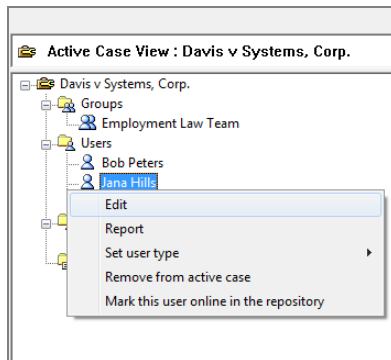 Active Case View : Davis v Systems, Corp.
Davis v Systems, Corp.
Groups
Employment Law Team
Users
Bob Peters
Jana Hills
Edit
Report
Set user type
Remove from active case
Mark this user online in the repository